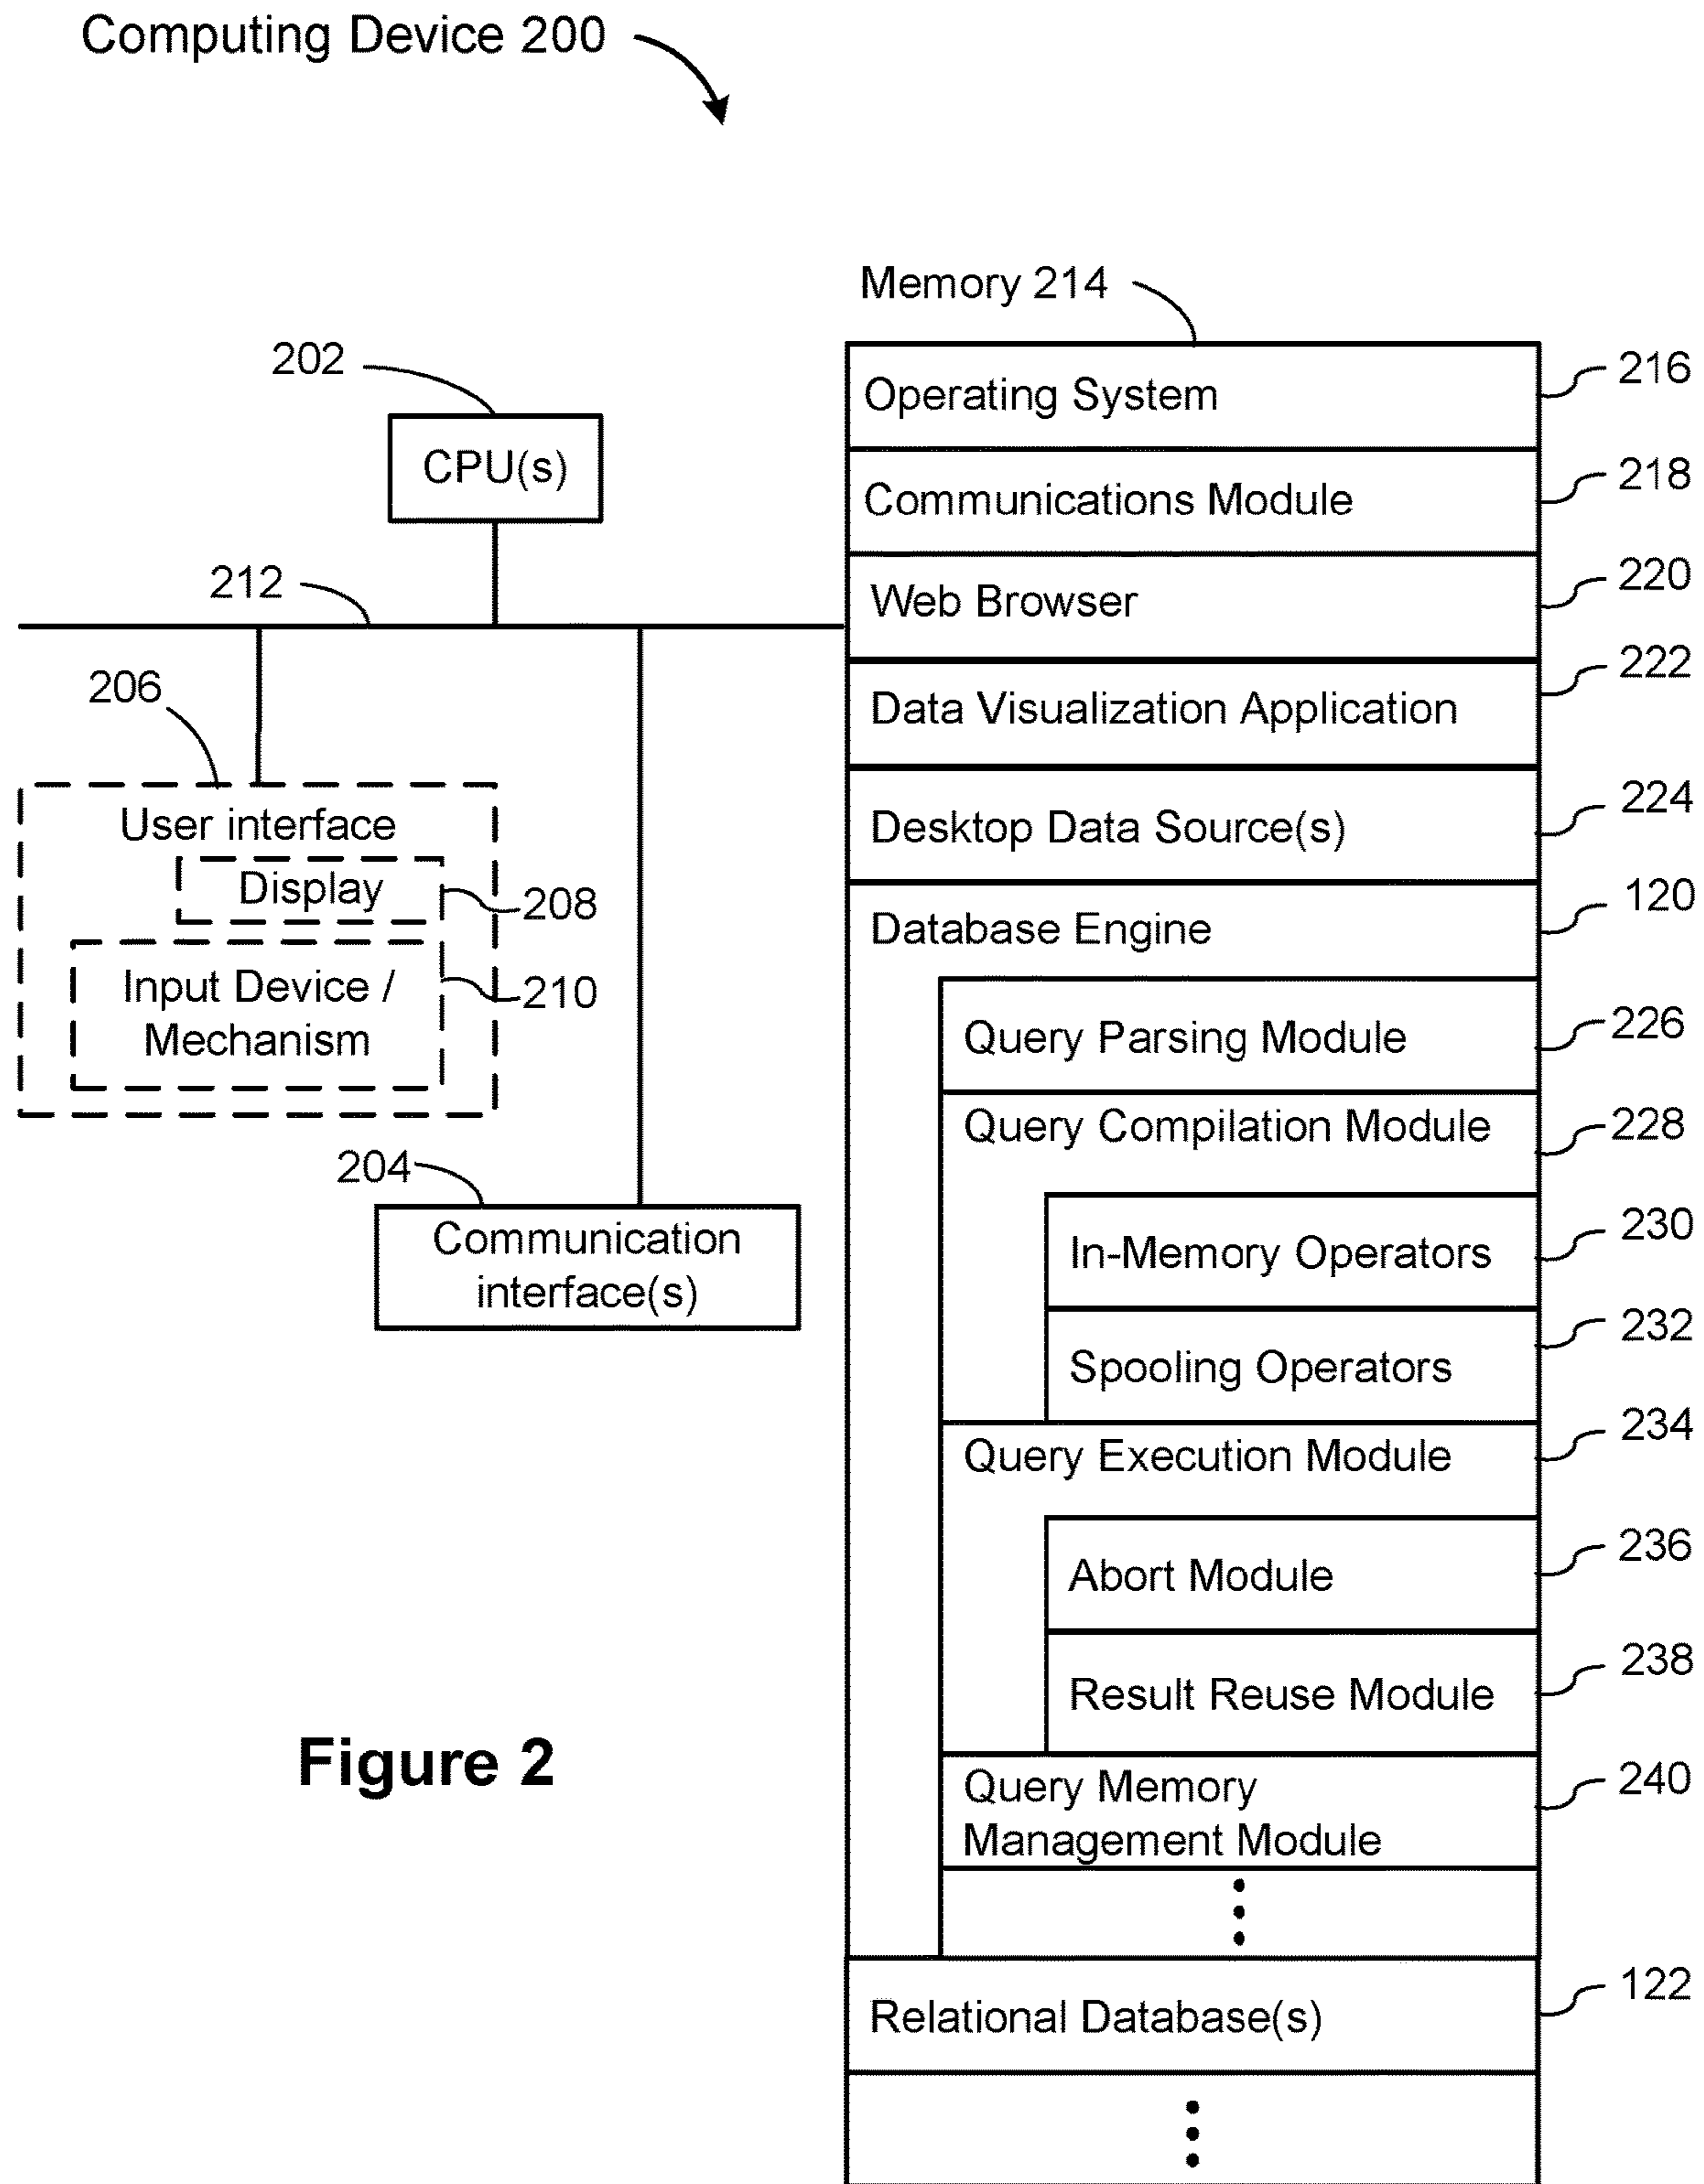 Computing Device 200
Memory 214
202
CPU(s)
212
206
User interface
Display
208
Input Device /
Mechanism
210
204
Communication
interface(s)
Operating System
216
Communications Module
218
Web Browser
220
Data Visualization Application
222
Desktop Data Source(s)
224
Database Engine
120
Query Parsing Module
226
Query Compilation Module
228
In-Memory Operators
230
Spooling Operators
232
Query Execution Module
234
Abort Module
236
Result Reuse Module
238
Query Memory
Management Module
240
Relational Database(s)
122
Figure 2